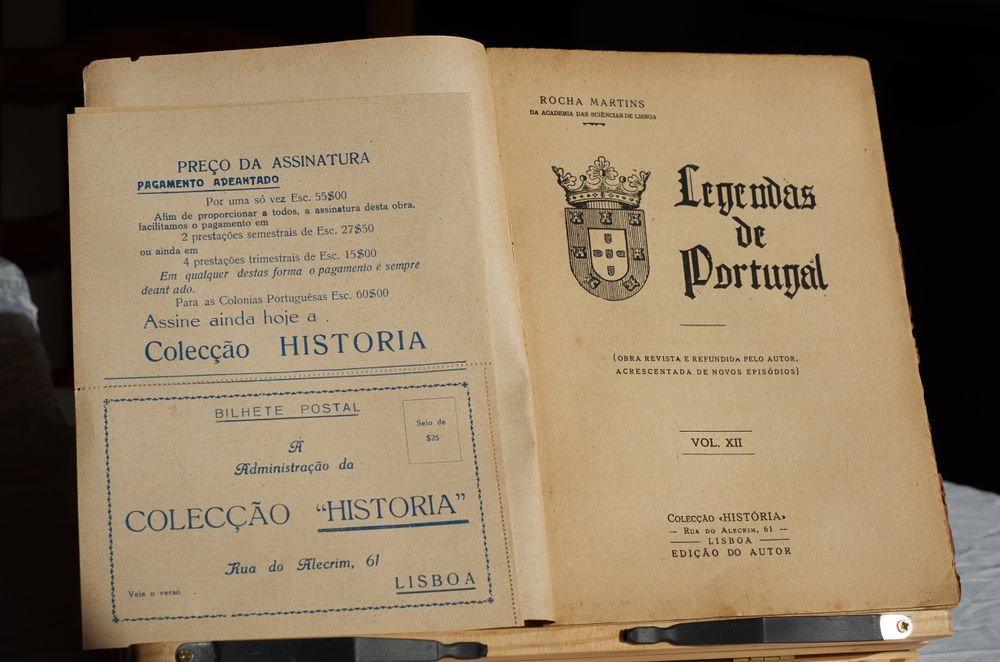 PREÇO DA ASSINATURA
PAGAMENTO ADEANTADO
Por uma só vez Esc. 55$00
Afim de proporcionar a todos, a assinatura desta obra,
facilitamos o pagamento em
2 prestações semestrais de Esc. 27$50
ou ainda em
4 prestações trimestrais de Esc. 15$00
Em qualquer destas forma o pagamento é sempre
deant ado.
Para as Colonias Portuguêsas Esc. 60$00
Assine ainda hoje a
Colecção HISTORIA
BILHETE POSTAL
Selo de
$25
Á
Administração da
COLECÇÃO “HISTORIA”
Rua do Alecrim, 61
LISBOA
Veja o verso
ROCHA MARTINS
DA ACADEMIA DAS SCIÊNCIAS DE LISBOA
Legendas
de
Portugal
(OBRA REVISTA E REFUNDIDA PELO AUTOR,
ACRESCENTADA DE NOVOS EPISÓDIOS)
VOL. XII
COLECÇÃO «HISTÓRIA»
— RUA DO ALECRIM, 61 —
LISBOA
EDIÇÃO DO AUTOR